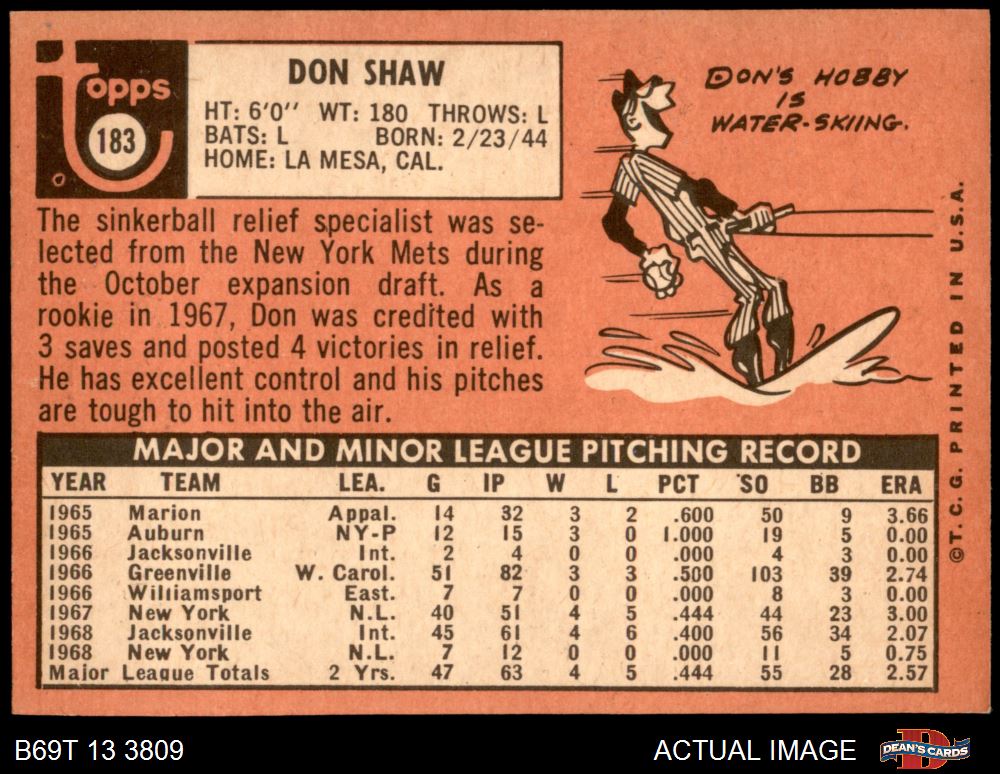 Topps
183
DON SHAW
HT: 6'0'' WT: 180 THROWS: L
BATS: L BORN: 2/23/44
HOME: LA MESA, CAL.
DON'S HOBBY
IS
WATER-SKIING.
The sinkerball relief specialist was se-
lected from the New York Mets during
the October expansion draft. As a
rookie in 1967, Don was credited with
3 saves and posted 4 victories in relief.
He has excellent control and his pitches
are tough to hit into the air.
MAJOR AND MINOR LEAGUE PITCHING RECORD
YEAR TEAM LEA. G IP W L PCT SO BB ERA
1965 Marion Appal. 14 32 3 2 .600 50 9 3.66
1965 Auburn NY-P 12 15 3 0 1.000 19 5 0.00
1966 Jacksonville Int. 2 4 0 0 .000 4 3 0.00
1966 Greenville W. Carol. 51 82 3 3 .500 103 39 2.74
1966 Williamsport East. 7 7 0 0 .000 8 3 0.00
1967 New York N.L. 40 51 4 5 .444 44 23 3.00
1968 Jacksonville Int. 45 61 4 6 .400 56 34 2.07
1968 New York N.L. 7 12 0 0 .000 11 5 0.75
Major League Totals 2 Yrs. 47 63 4 5 .444 55 28 2.57
©T. C. G. PRINTED IN U.S.A.
B69T 13 3809
ACTUAL IMAGE
DEAN'S CARDS